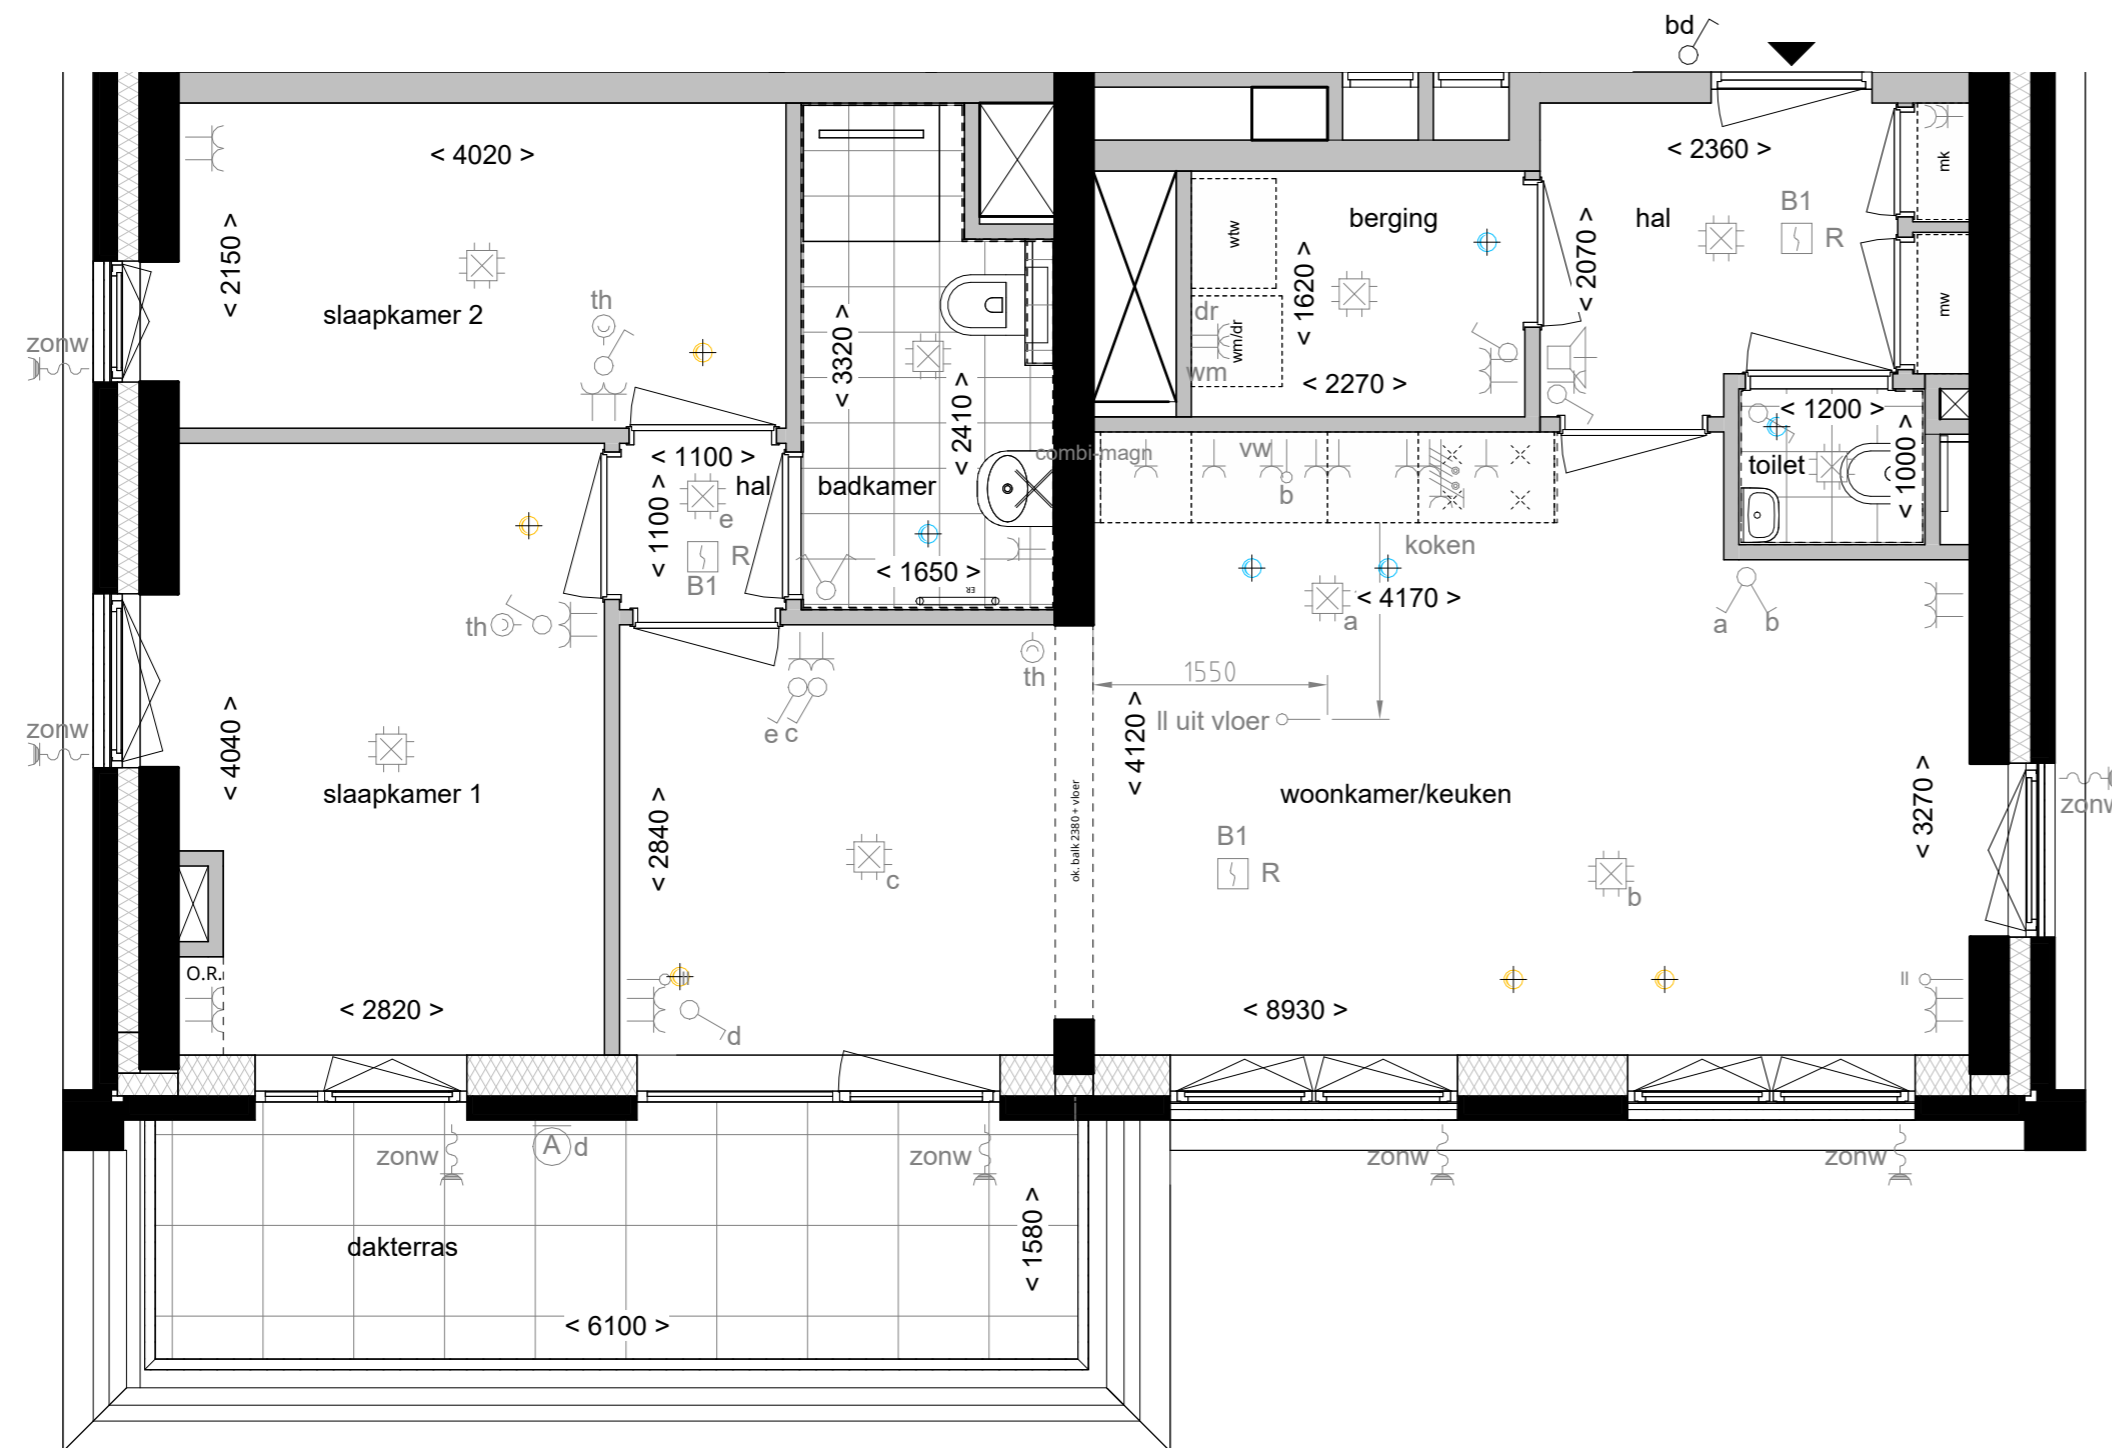 bd
< 4020 >
< 2360 >
mk
B1
R
hal
berging
wtw
< 2150 >
< 1620 >
< 2070 >
mw
slaapkamer 2
th
dr
wm/dr
wm
< 3320 >
zonw
< 2270 >
< 2410 >
< 1200 >
combi-magn
vw
b
< 1100 >
hal
badkamer
toilet
< 1000 >
e
< 1100 >
R
B1
koken
< 1650 >
ER
< 4170 >
a
th
a
b
th
1550
e
c
zonw
< 4040 >
< 4120 >
ll uit vloer
slaapkamer 1
woonkamer/keuken
zonw
< 2840 >
ok. balk 2380 + vloer
< 3270 >
B1
R
c
b
O.R.
ll
ll
< 2820 >
< 8930 >
d
zonw
A
d
zonw
zonw
zonw
< 1580 >
dakterras
< 6100 >